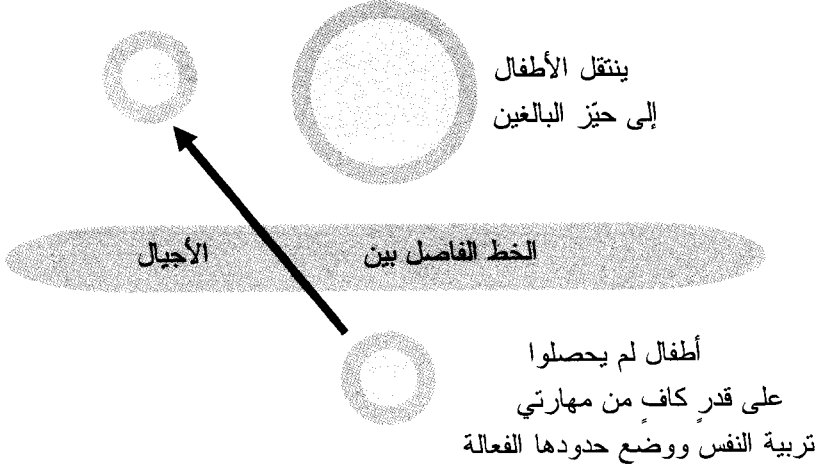 ينتقل الأطفال
إلى حيّز البالغين
الخط الفاصل بين الأجيال
أطفال لم يحصلوا
على قدرٍ كافٍ من مهارتي
تربية النفس ووضع حدودها الفعالة